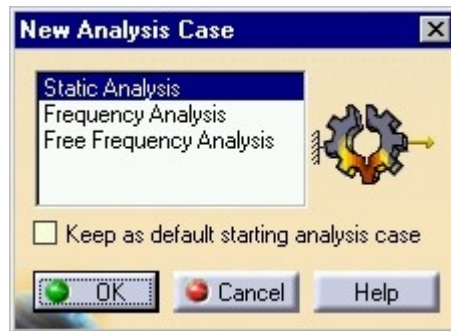 New Analysis Case
Static Analysis
Frequency Analysis
Free Frequency Analysis
Keep as default starting analysis case
OK
Cancel
Help